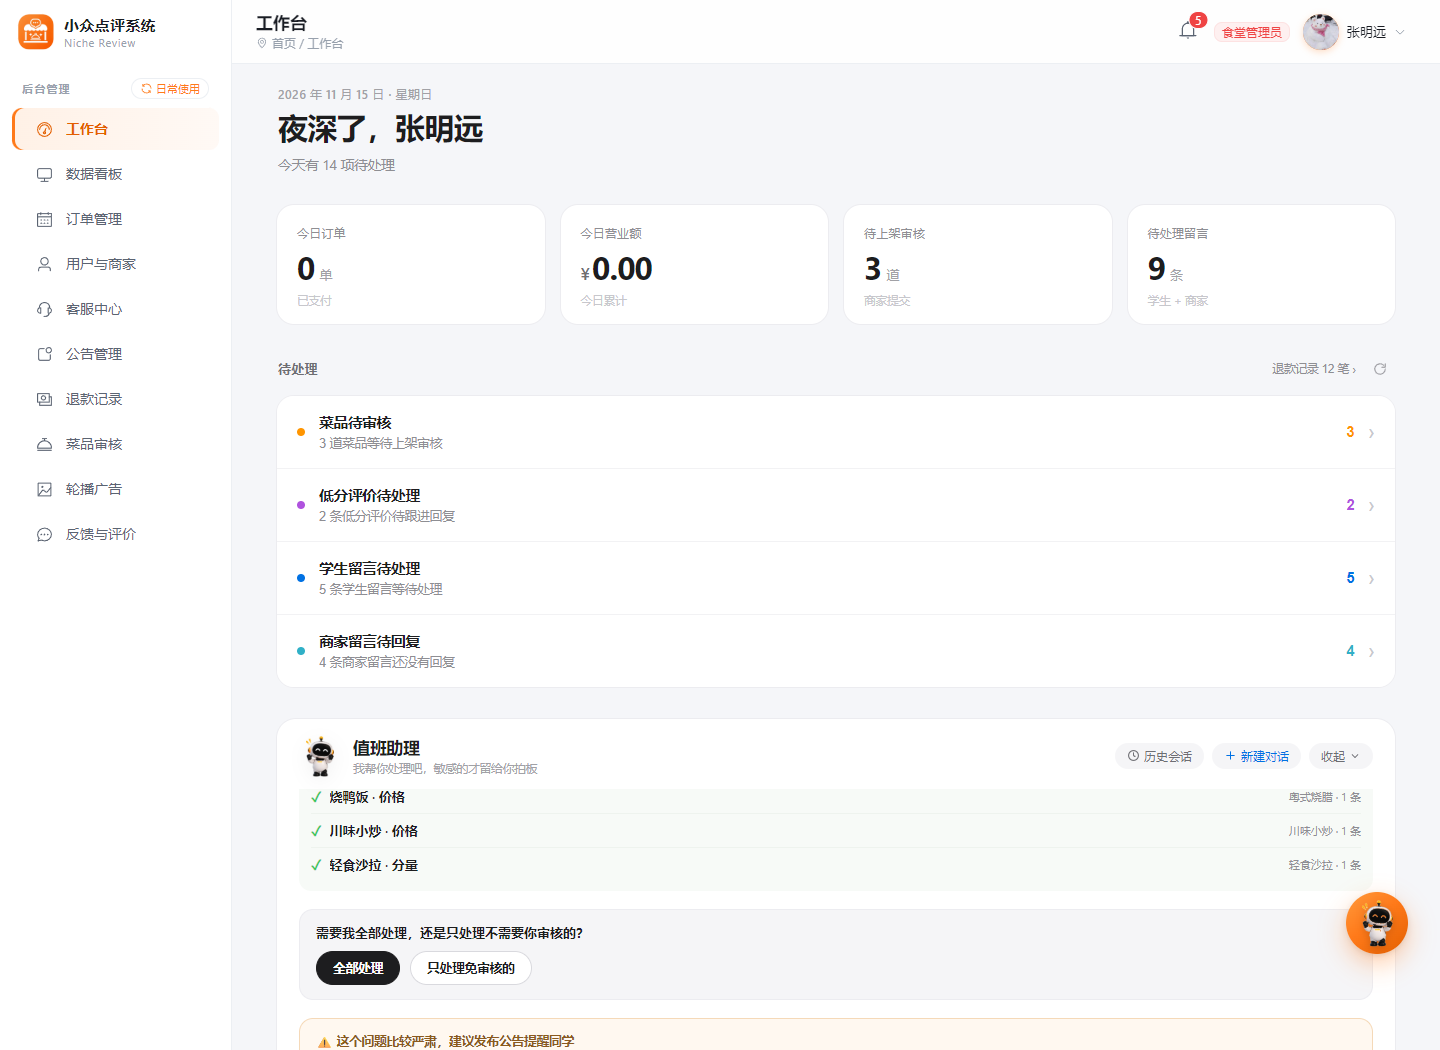 小众点评系统
Niche Review
后台管理
日常使用
工作台
数据看板
订单管理
用户与商家
客服中心
公告管理
退款记录
菜品审核
轮播广告
反馈与评价
工作台
首页 / 工作台
5
食堂管理员
张明远
2026 年 11 月 15 日 · 星期日
夜深了，张明远
今天有 14 项待处理
今日订单
0 单
已支付
今日营业额
¥0.00
今日累计
待上架审核
3 道
商家提交
待处理留言
9 条
学生 + 商家
待处理
退款记录 12 笔 ›
菜品待审核
3 道菜品等待上架审核
3
低分评价待处理
2 条低分评价待跟进回复
2
学生留言待处理
5 条学生留言等待处理
5
商家留言待回复
4 条商家留言还没有回复
4
值班助理
我帮你处理吧，敏感的才留给你拍板
历史会话
+ 新建对话
收起
烧鸭饭 · 价格
粤式烧腊 · 1 条
川味小炒 · 价格
川味小炒 · 1 条
轻食沙拉 · 分量
轻食沙拉 · 1 条
需要我全部处理，还是只处理不需要你审核的？
全部处理
只处理免审核的
这个问题比较严肃，建议发布公告提醒同学